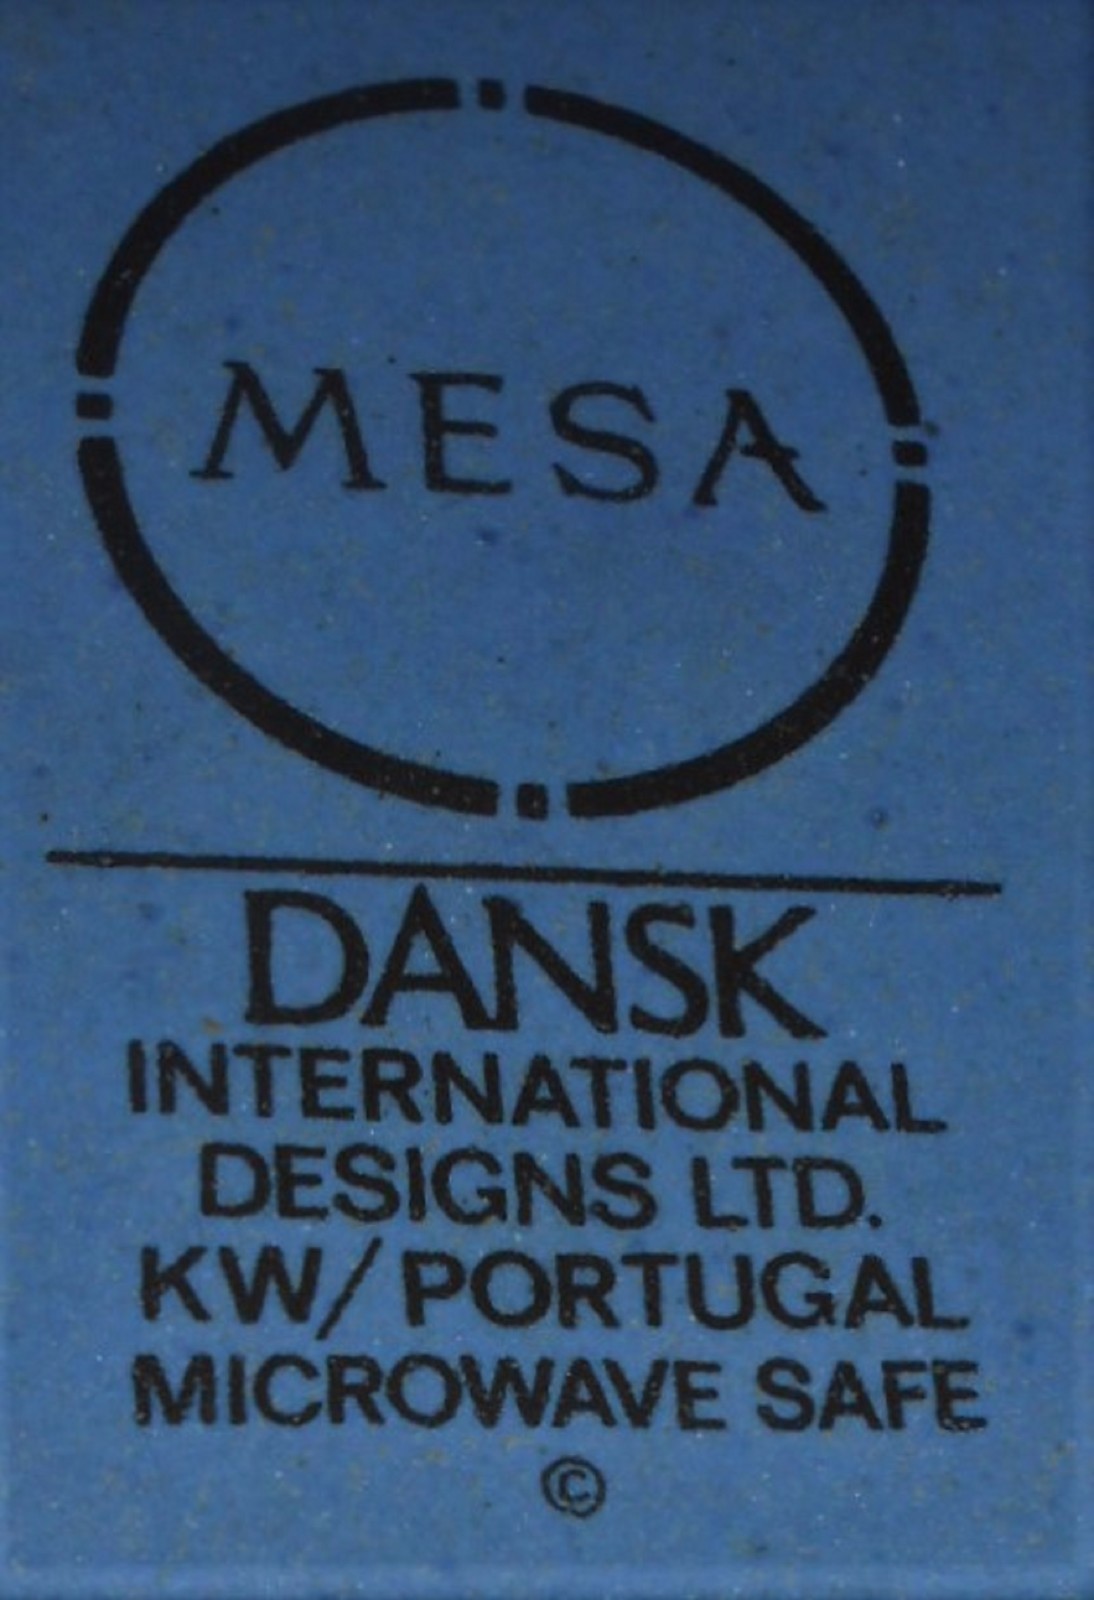 MESA
DANSK
INTERNATIONAL
DESIGNS LTD.
KW/PORTUGAL
MICROWAVE SAFE
©